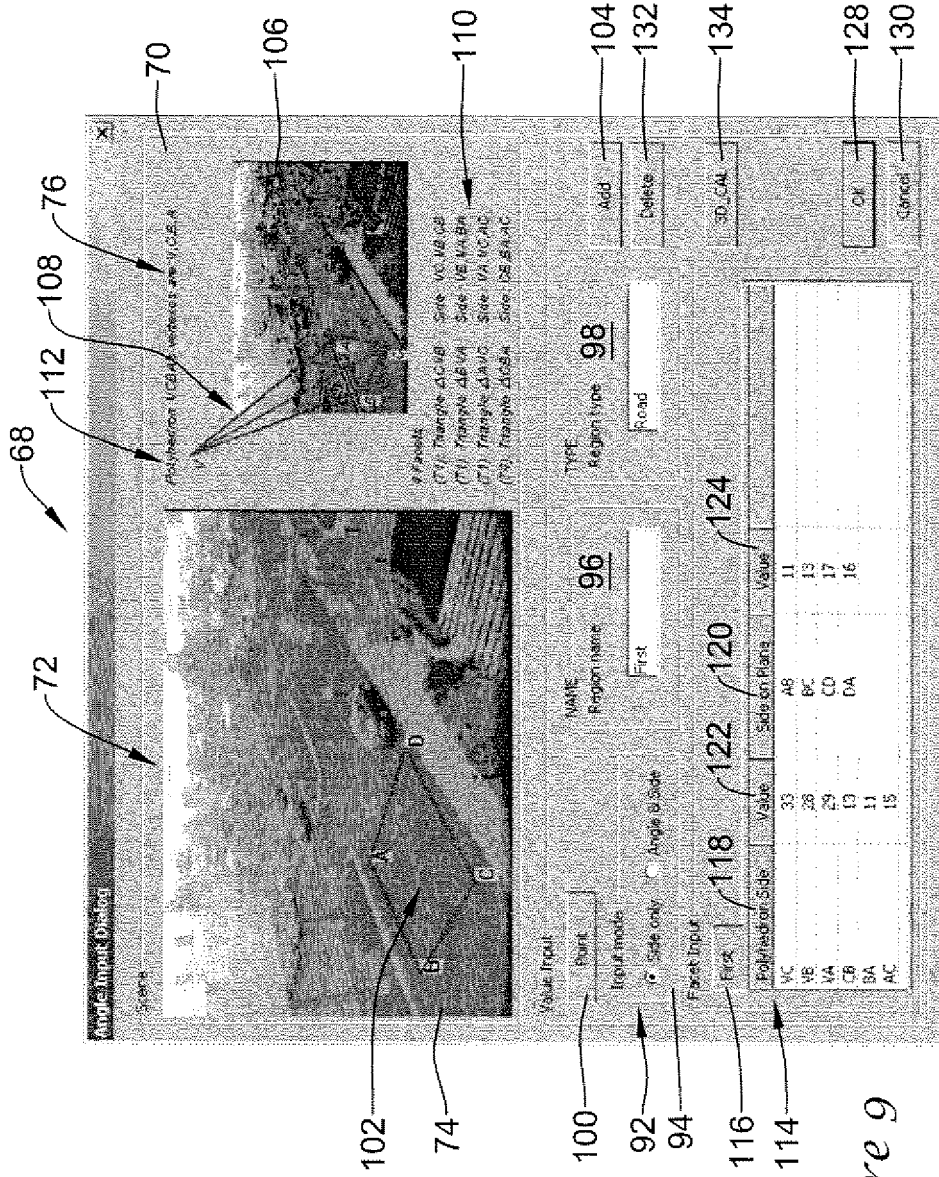 68
Angle Input Dialog
X
70
72
Scene
A
B
C
D
102
74
112
76
Polyhedron V,C,B,A, vertices are V,C,B,A
V
108
106
4 Facets
(T1) Triangle ΔCVB Side VC,VB,CB
(T1) Triangle ΔBVA Side VB,VA,BA
(T1) Triangle ΔAVC Side VA,VC,AC
Triangle ΔCBA Side CB,BA,AC
110
Value Input
Point
100
Input mode
92
Side only
Angle & Side
94
NAME
Region name
96
First
TYPE
Region type
98
Road
Add
104
Delete
132
3D_CAL
134
OK
128
Cancel
130
Facet Input
First
116
114
118
122
120
124
Polyhedron Side Value Side on Plane Value
VC 33 AB 11
VB 28 BC 13
VA 29 CD 17
CB 13 DA 16
BA 11
AC 15
re 9